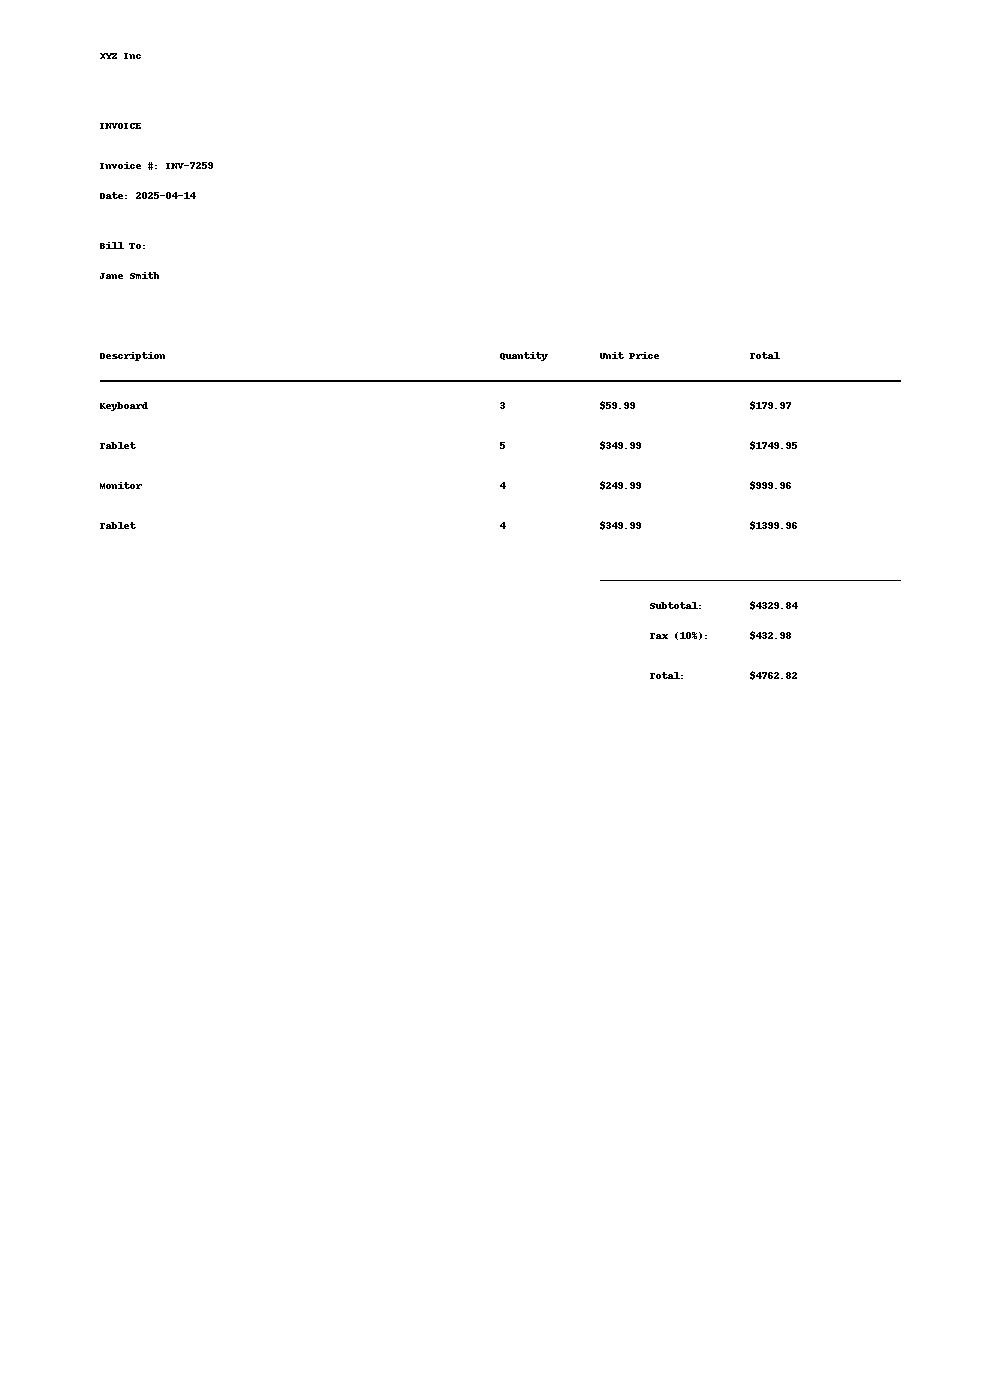 XYZ Inc
INVOICE
Invoice #: INV-7259
Date: 2025-04-14
Bill To:
Jane Smith
Description Quantity Unit Price Total
Keyboard 3 $59.99 $179.97
Tablet 5 $349.99 $1749.95
Monitor 4 $249.99 $999.96
Tablet 4 $349.99 $1399.96
Subtotal: $4329.84
Tax (10%): $432.98
Total: $4762.82